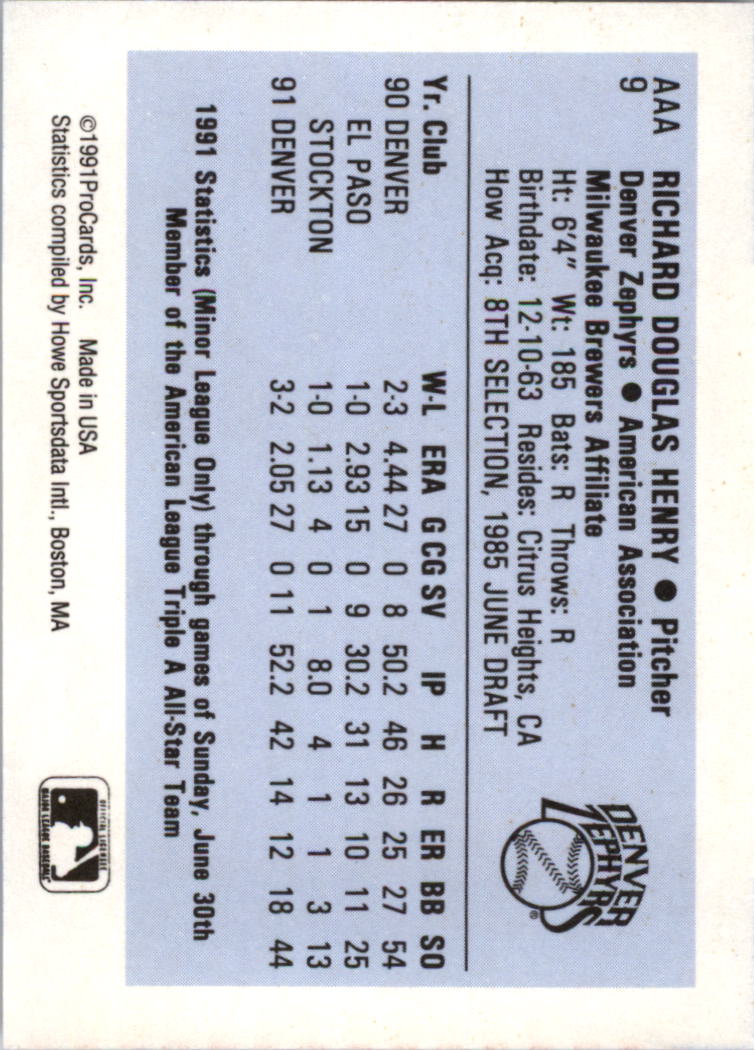 AAA RICHARD DOUGLAS HENRY ● Pitcher
9 Denver Zephyrs ● American Association
Milwaukee Brewers Affiliate
Ht: 6'4" Wt: 185 Bats: R Throws: R
Birthdate: 12-10-63 Resides: Citrus Heights, CA
How Acq: 8TH SELECTION, 1985 JUNE DRAFT
DENVER
ZEPHYRS
®
Yr. Club W-L ERA G CG SV IP H R ER BB SO
90 DENVER 2-3 4.44 27 0 8 50.2 46 26 25 27 54
EL PASO 1-0 2.93 15 0 9 30.2 31 13 10 11 25
STOCKTON 1-0 1.13 4 0 1 8.0 4 1 1 3 13
91 DENVER 3-2 2.05 27 0 11 52.2 42 14 12 18 44
1991 Statistics (Minor League Only) through games of Sunday, June 30th
Member of the American League Triple A All-Star Team
©1991ProCards, Inc. Made in USA
Statistics compiled by Howe Sportsdata Intl., Boston, MA
OFFICIAL LICENSEE
MAJOR LEAGUE BASEBALL